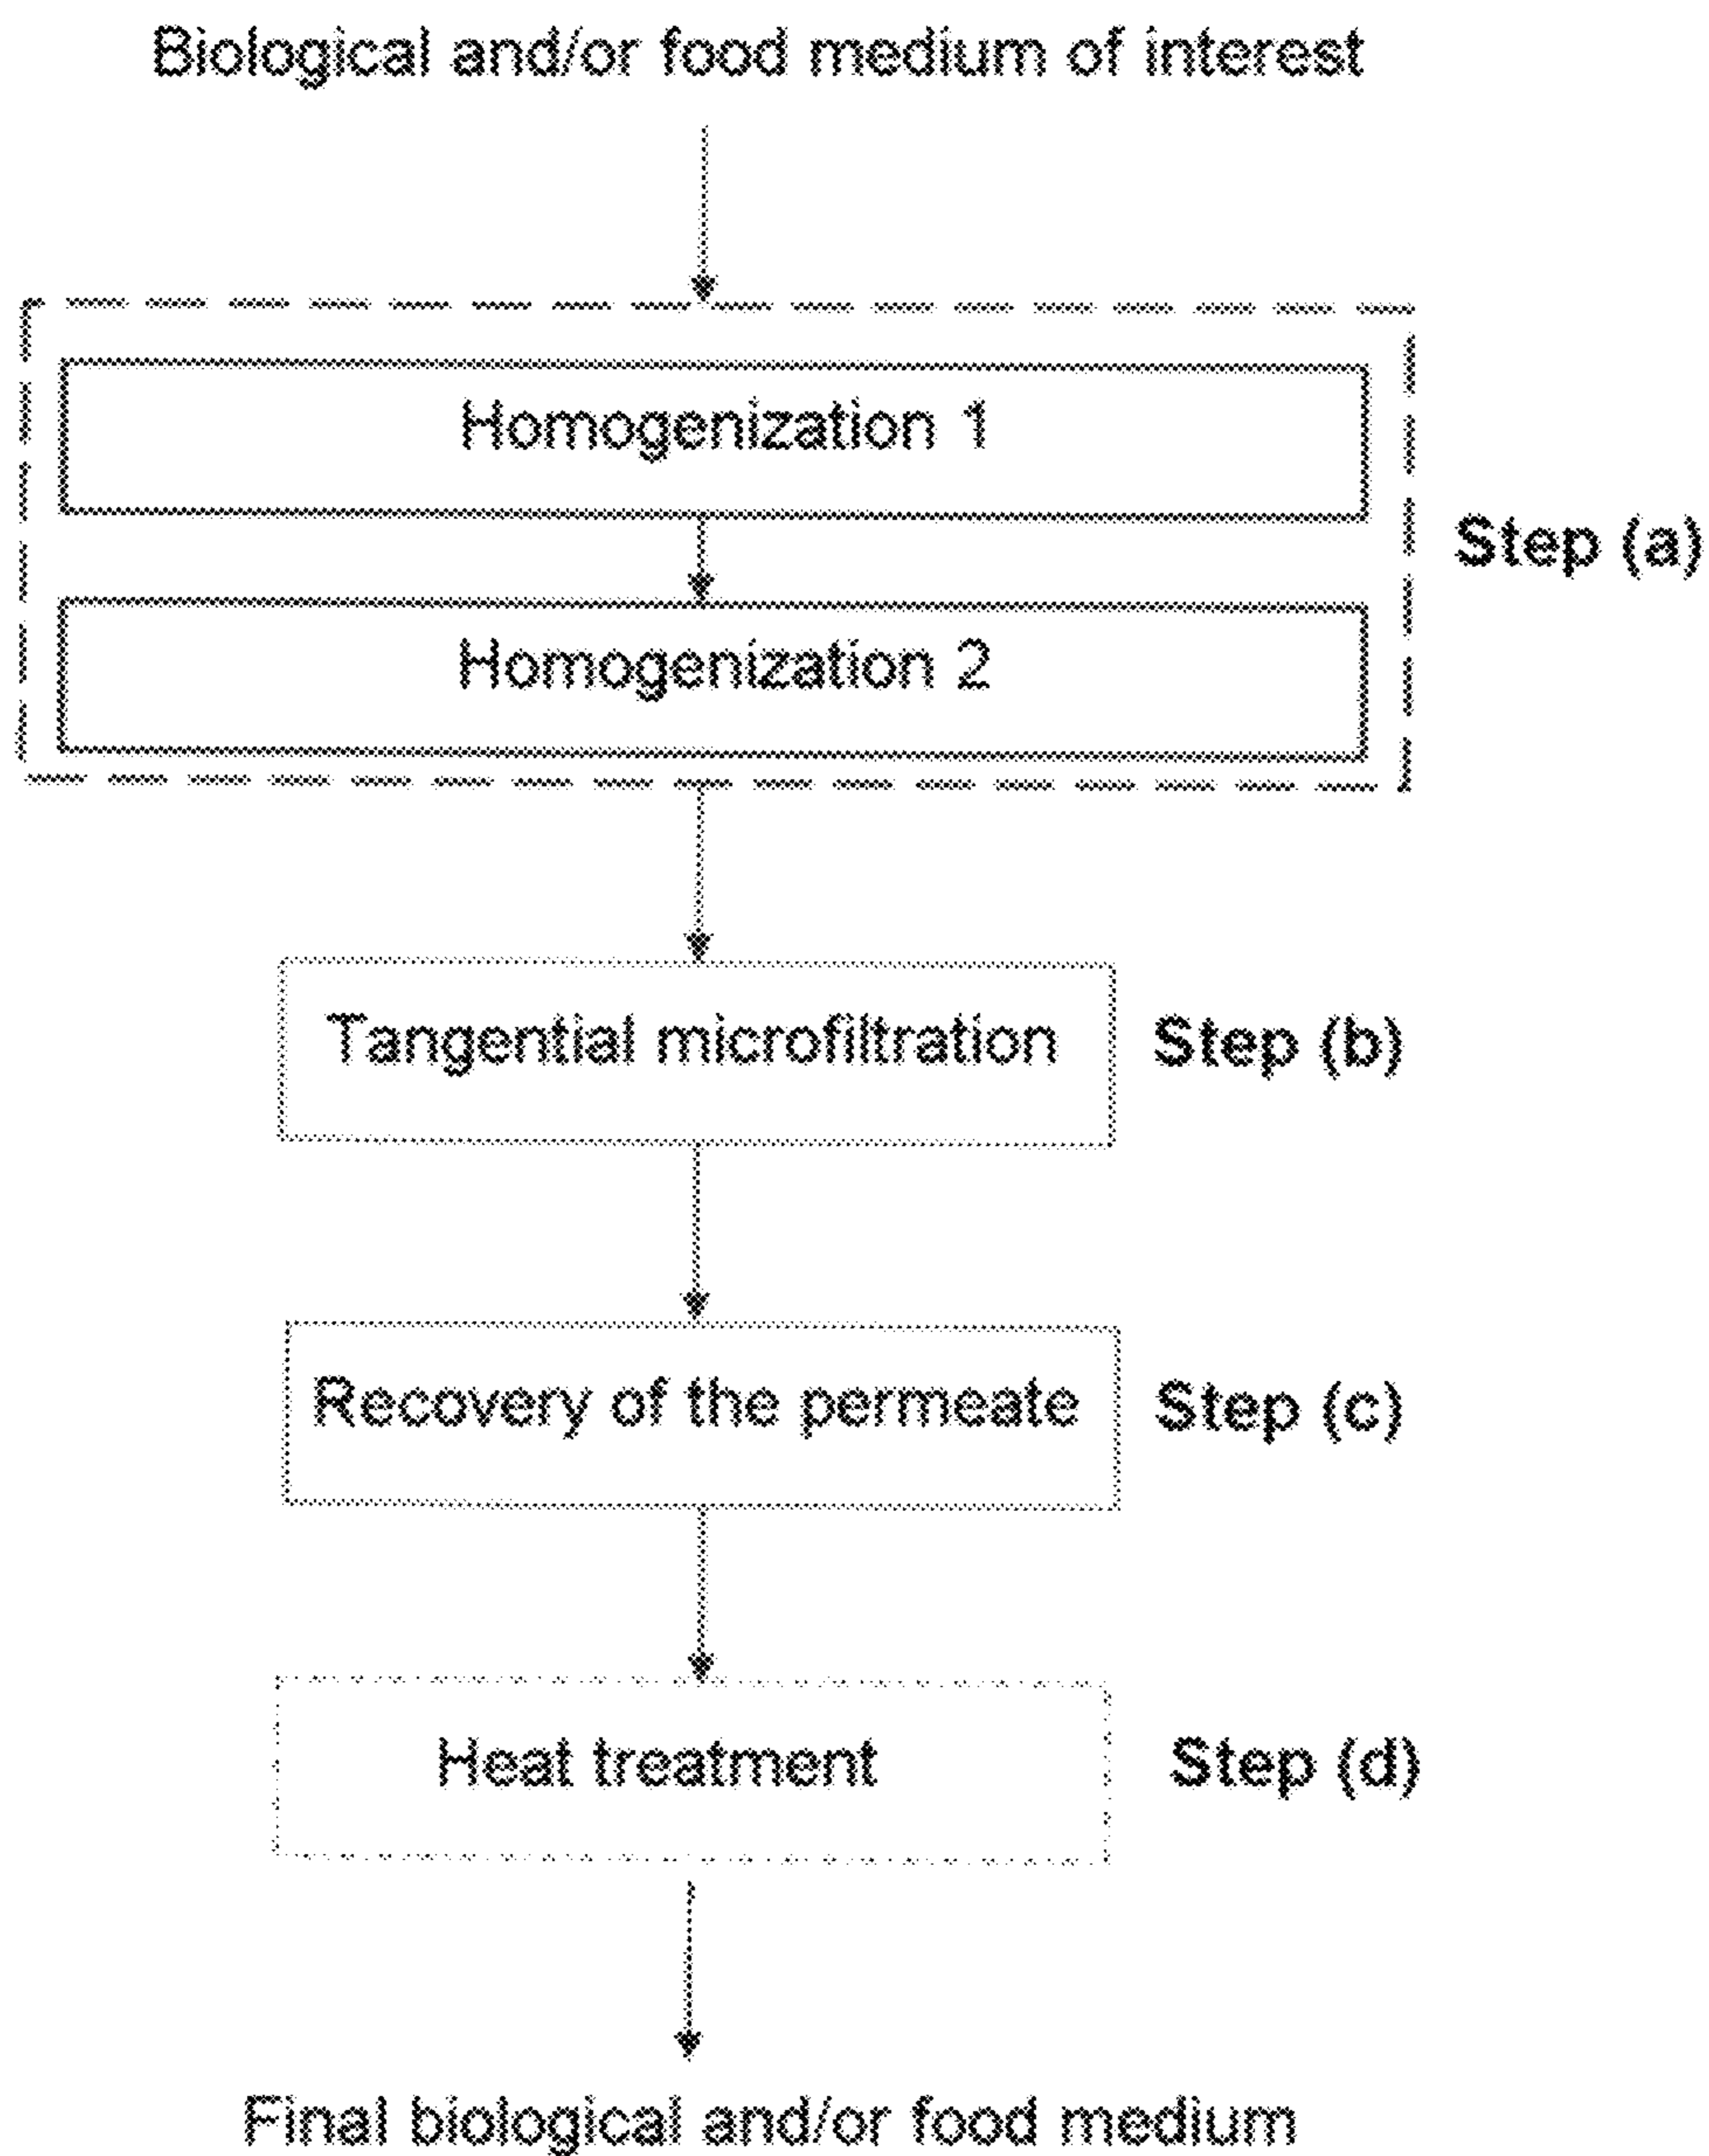 Biological and/or food medium of interest
Homogenization 1
Step (a)
Homogenization 2
Tangential microfiltration
Step (b)
Recovery of the permeate
Step (c)
Heat treatment
Step (d)
Final biological and/or food medium